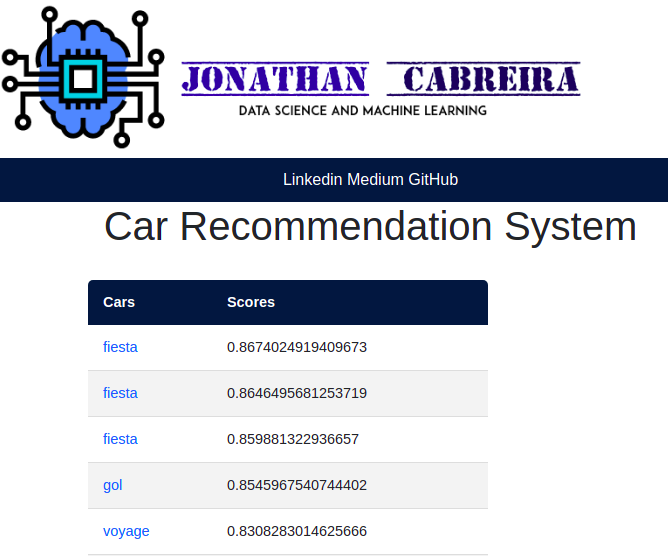 JONATHAN CABREIRA
DATA SCIENCE AND MACHINE LEARNING
Linkedin Medium GitHub
Car Recommendation System
Cars Scores
fiesta 0.8674024919409673
fiesta 0.8646495681253719
fiesta 0.859881322936657
gol 0.8545967540744402
voyage 0.8308283014625666